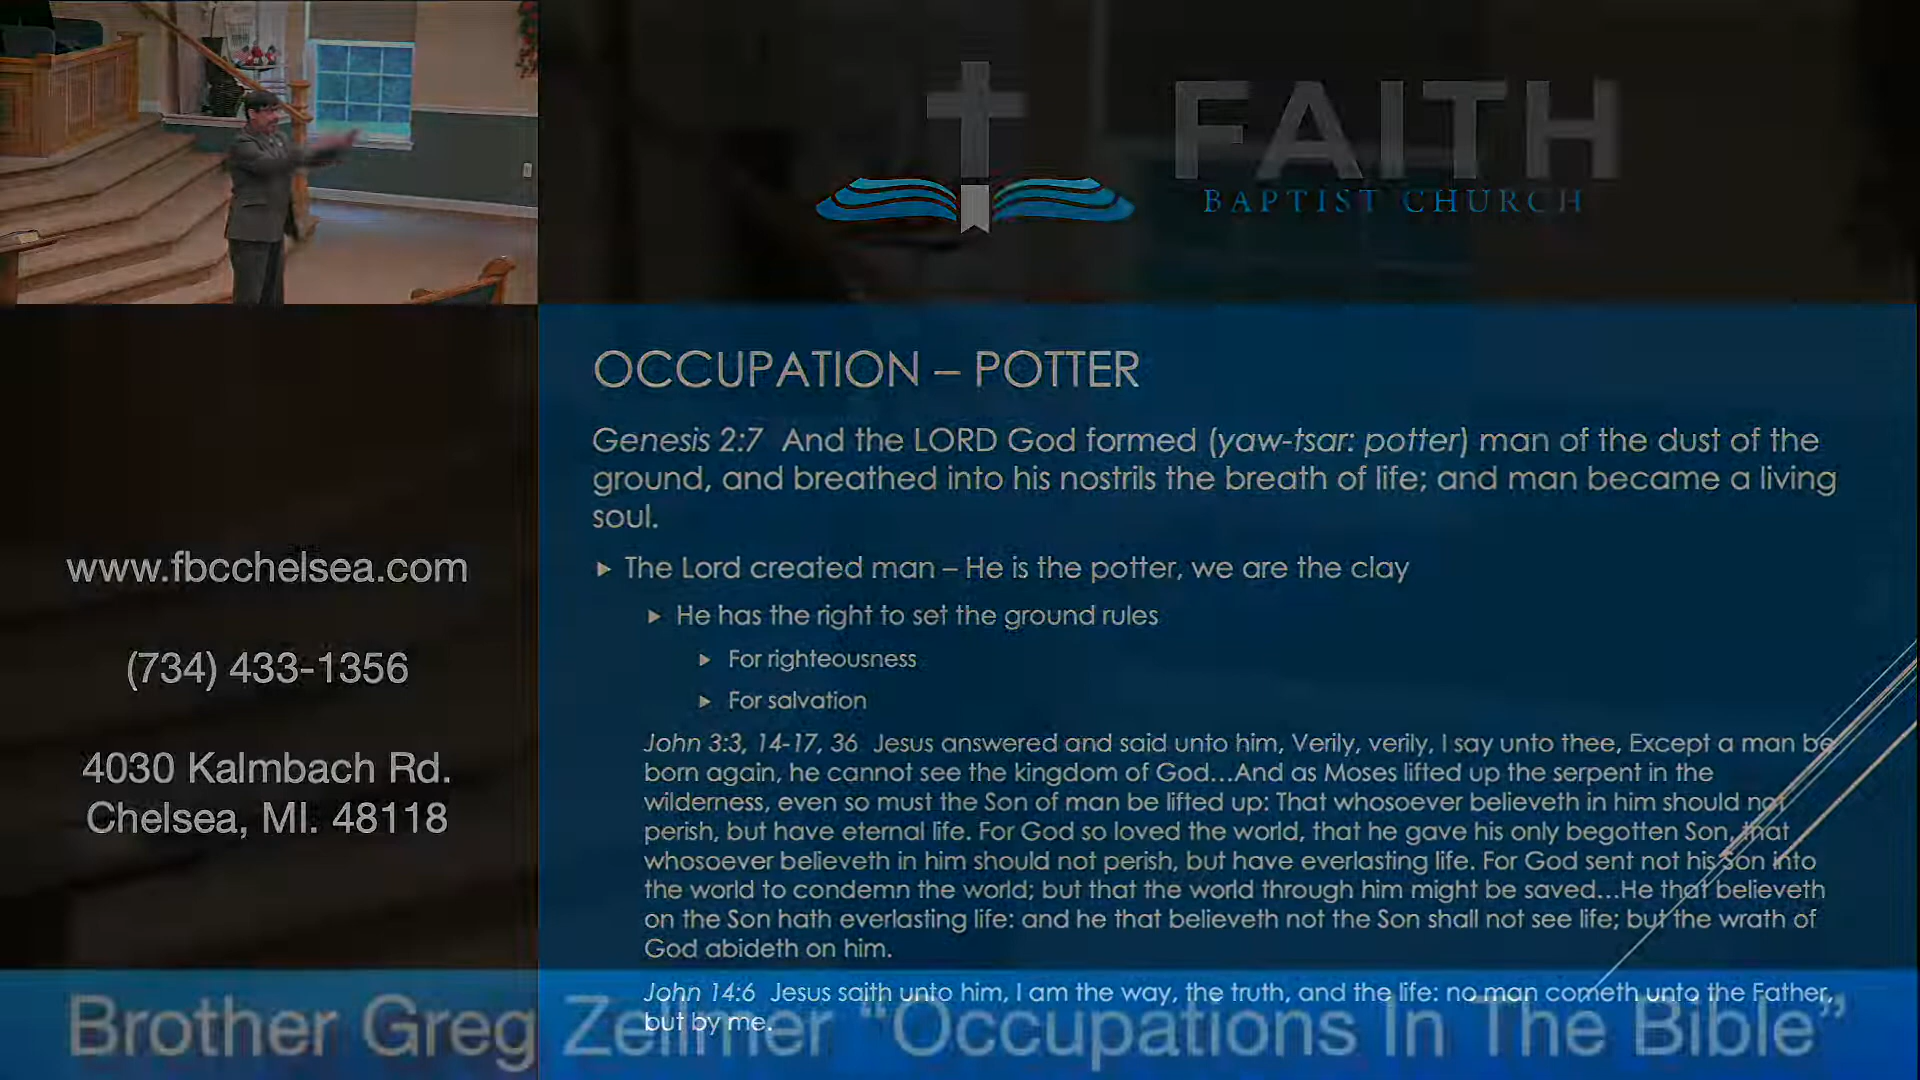 FAITH
BAPTIST CHURCH
OCCUPATION – POTTER
Genesis 2:7 And the LORD God formed (yaw-tsar: potter) man of the dust of the
ground, and breathed into his nostrils the breath of life; and man became a living
soul.
The Lord created man – He is the potter, we are the clay
He has the right to set the ground rules
For righteousness
For salvation
John 3:3, 14-17, 36 Jesus answered and said unto him, Verily, verily, I say unto thee, Except a man be
born again, he cannot see the kingdom of God...And as Moses lifted up the serpent in the
wilderness, even so must the Son of man be lifted up: That whosoever believeth in him should not
perish, but have eternal life. For God so loved the world, that he gave his only begotten Son, that
whosoever believeth in him should not perish, but have everlasting life. For God sent not his Son into
the world to condemn the world; but that the world through him might be saved...He that believeth
on the Son hath everlasting life: and he that believeth not the Son shall not see life; but the wrath of
God abideth on him.
John 14:6 Jesus saith unto him, I am the way, the truth, and the life: no man cometh unto the Father,
but by me.
www.fbcchelsea.com
(734) 433-1356
4030 Kalmbach Rd.
Chelsea, MI. 48118
Brother Greg Zellmer “Occupations In The Bible”